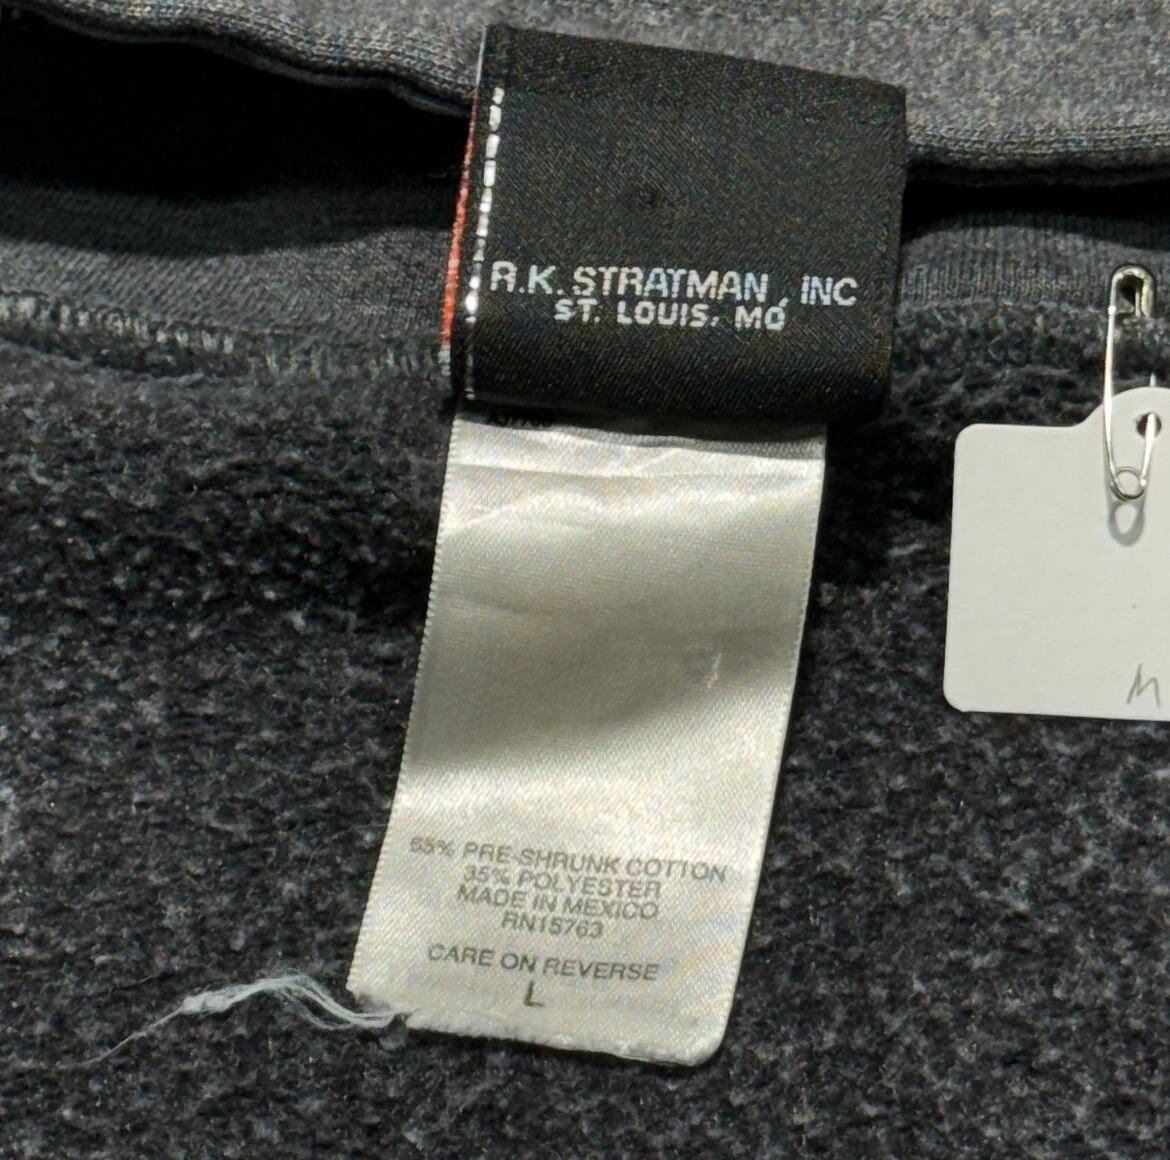 R.K. STRATMAN, INC
ST. LOUIS, MO
65% PRE-SHRUNK COTTON
35% POLYESTER
MADE IN MEXICO
RN15763
CARE ON REVERSE
L
M